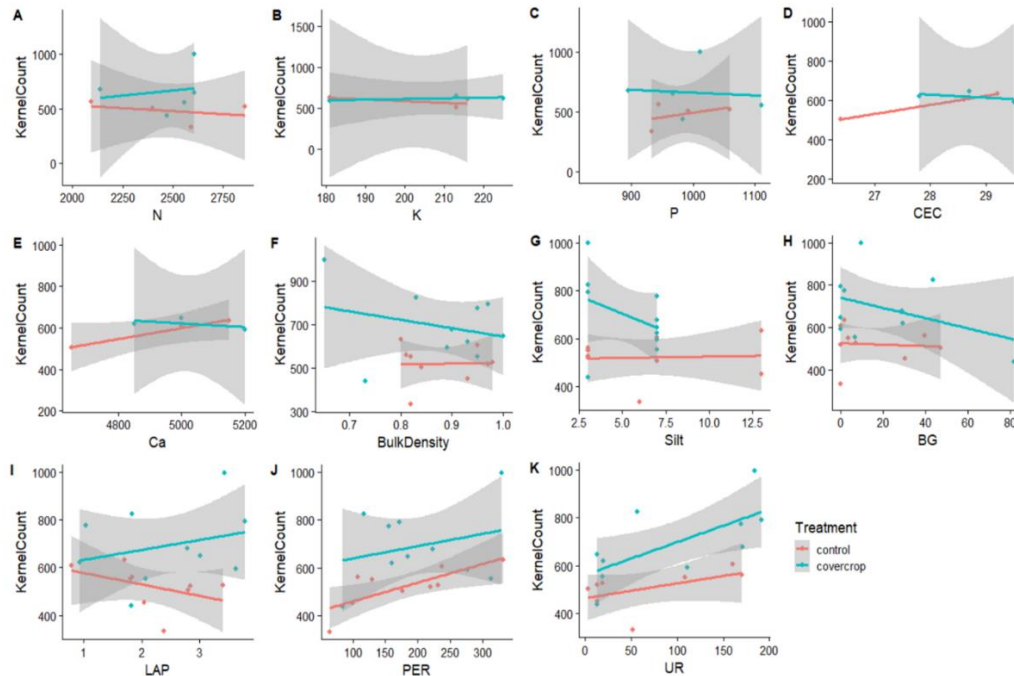 A
KernelCount
1000
500
0
2000
2250
2500
2750
N
B
KernelCount
1500
1000
500
0
180
190
200
210
220
K
C
KernelCount
1000
500
0
900
1000
1100
P
D
KernelCount
1000
800
600
400
200
27
28
29
CEC
E
KernelCount
1000
800
600
400
200
4800
5000
5200
Ca
F
KernelCount
900
700
500
300
0.7
0.8
0.9
1.0
BulkDensity
G
KernelCount
1000
800
600
400
2.5
5.0
7.5
10.0
12.5
Silt
H
KernelCount
1000
800
600
400
0
20
40
60
80
BG
I
KernelCount
1000
800
600
400
1
2
3
LAP
J
KernelCount
1000
800
600
400
100
150
200
250
300
PER
K
KernelCount
1000
800
600
400
0
50
100
150
200
UR
Treatment
control
covercrop